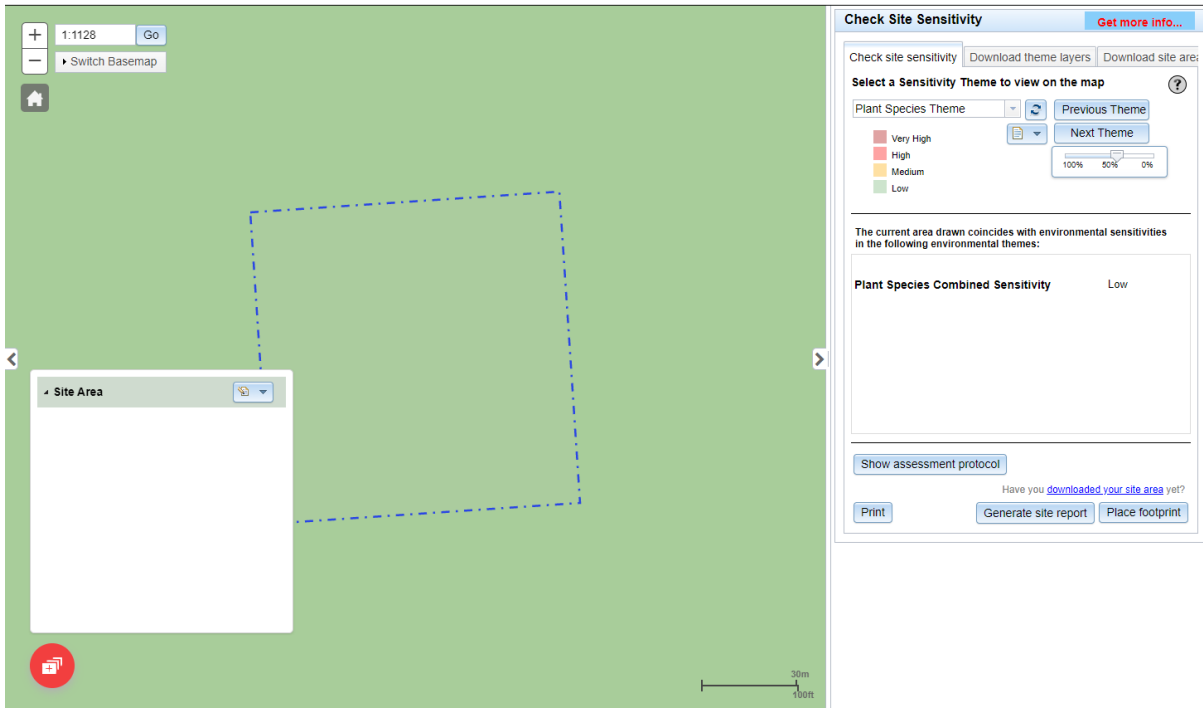 1:1128
Go
Switch Basemap
Site Area
30m
100ft
Check Site Sensitivity
Get more info...
Check site sensitivity
Download theme layers
Download site area
Select a Sensitivity Theme to view on the map
?
Plant Species Theme
Previous Theme
Next Theme
Very High
High
Medium
Low
100% 50% 0%
The current area drawn coincides with environmental sensitivities
in the following environmental themes:
Plant Species Combined Sensitivity Low
Show assessment protocol
Have you downloaded your site area yet?
Print
Generate site report
Place footprint